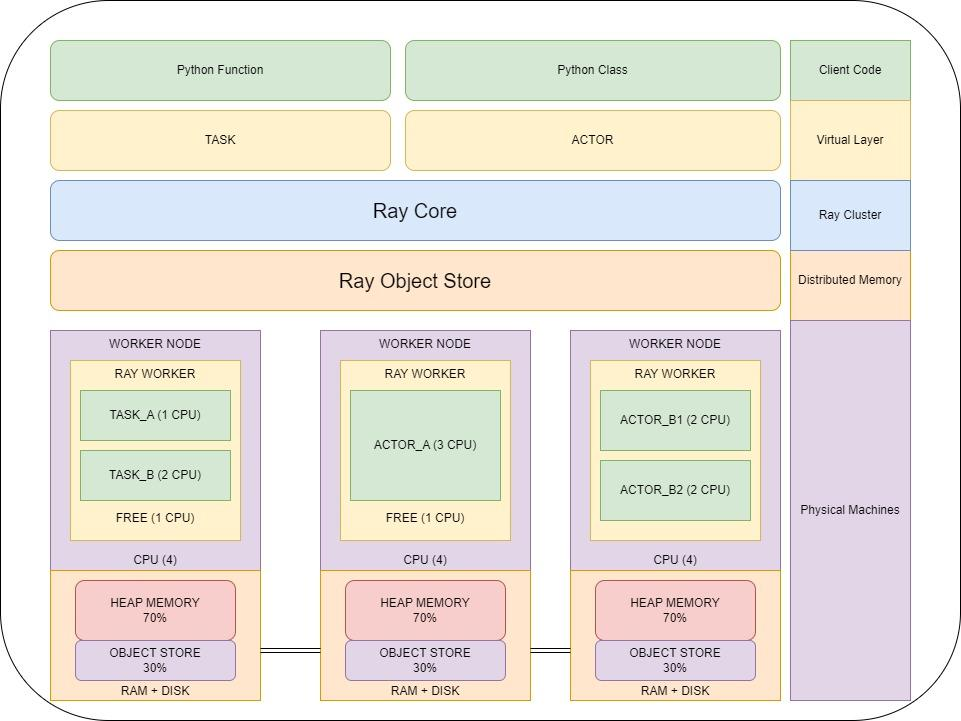 Python Function
Python Class
Client Code
TASK
ACTOR
Virtual Layer
Ray Core
Ray Cluster
Ray Object Store
Distributed Memory
WORKER NODE
RAY WORKER
TASK_A (1 CPU)
TASK_B (2 CPU)
FREE (1 CPU)
CPU (4)
HEAP MEMORY
70%
OBJECT STORE
30%
RAM + DISK
WORKER NODE
RAY WORKER
ACTOR_A (3 CPU)
FREE (1 CPU)
CPU (4)
HEAP MEMORY
70%
OBJECT STORE
30%
RAM + DISK
WORKER NODE
RAY WORKER
ACTOR_B1 (2 CPU)
ACTOR_B2 (2 CPU)
CPU (4)
HEAP MEMORY
70%
OBJECT STORE
30%
RAM + DISK
Physical Machines